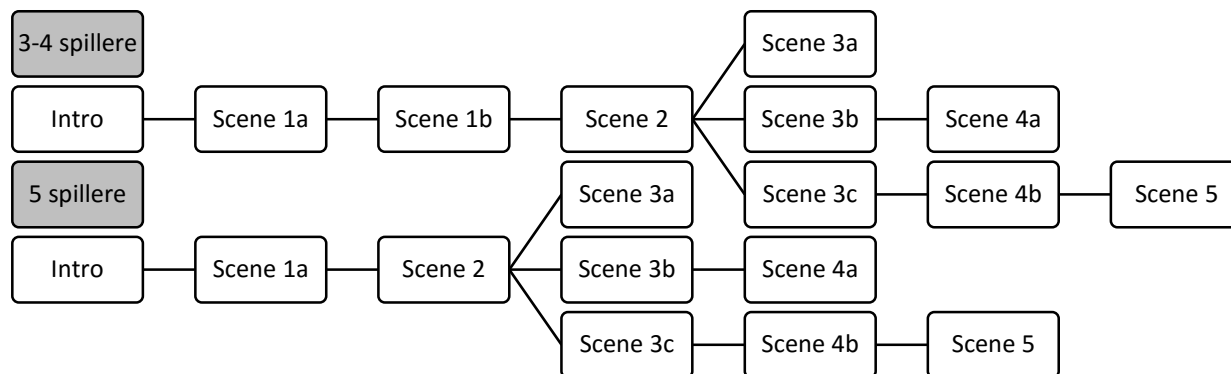 3-4 spillere
Scene 3a
Intro
Scene 1a
Scene 1b
Scene 2
Scene 3b
Scene 4a
5 spillere
Scene 3a
Scene 3c
Scene 4b
Scene 5
Intro
Scene 1a
Scene 2
Scene 3b
Scene 4a
Scene 3c
Scene 4b
Scene 5